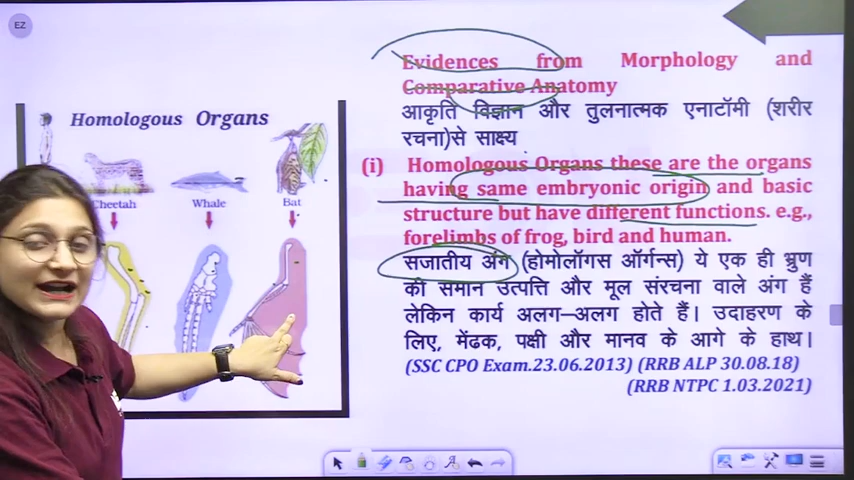 EZ
Homologous Organs
Cheetah
Whale
Bat
Evidences from Morphology and
Comparative Anatomy
आकृति विज्ञान और तुलनात्मक एनाटॉमी (शरीर
रचना)से साक्ष्य
(i) Homologous Organs these are the organs
having same embryonic origin and basic
structure but have different functions. e.g.,
forelimbs of frog, bird and human.
सजातीय अंग (होमोलॉगस ऑर्गन्स) ये एक ही भ्रुण
की समान उत्पत्ति और मूल संरचना वाले अंग हैं
लेकिन कार्य अलग–अलग होते हैं। उदाहरण के
लिए, मेंढक, पक्षी और मानव के आगे के हाथ।
(SSC CPO Exam.23.06.2013) (RRB ALP 30.08.18)
(RRB NTPC 1.03.2021)